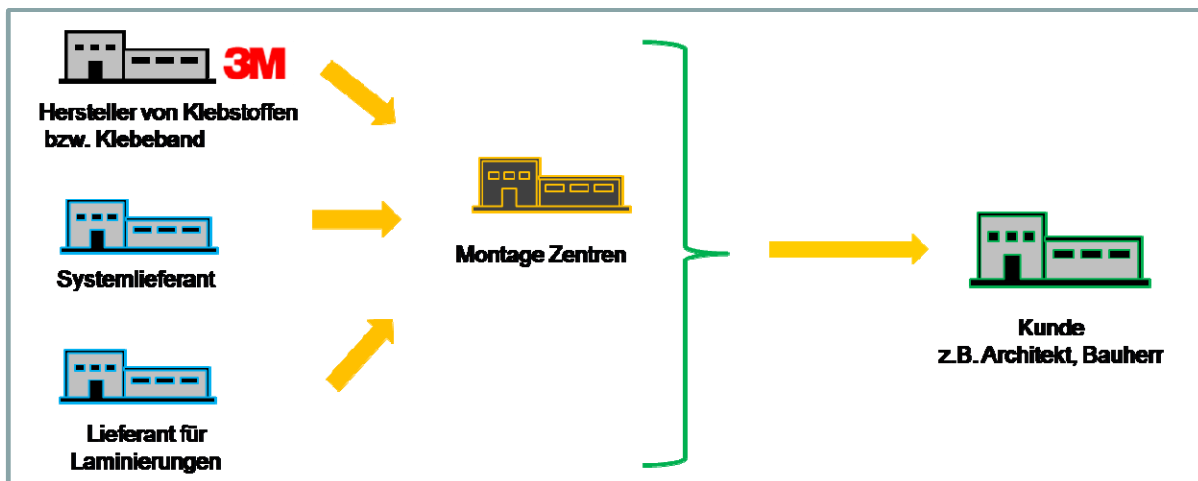 3M
Hersteller von Klebstoffen
bzw. Klebeband
Systemlieferant
Lieferant für
Laminierungen
Montage Zentren
Kunde
z.B. Architekt, Bauherr